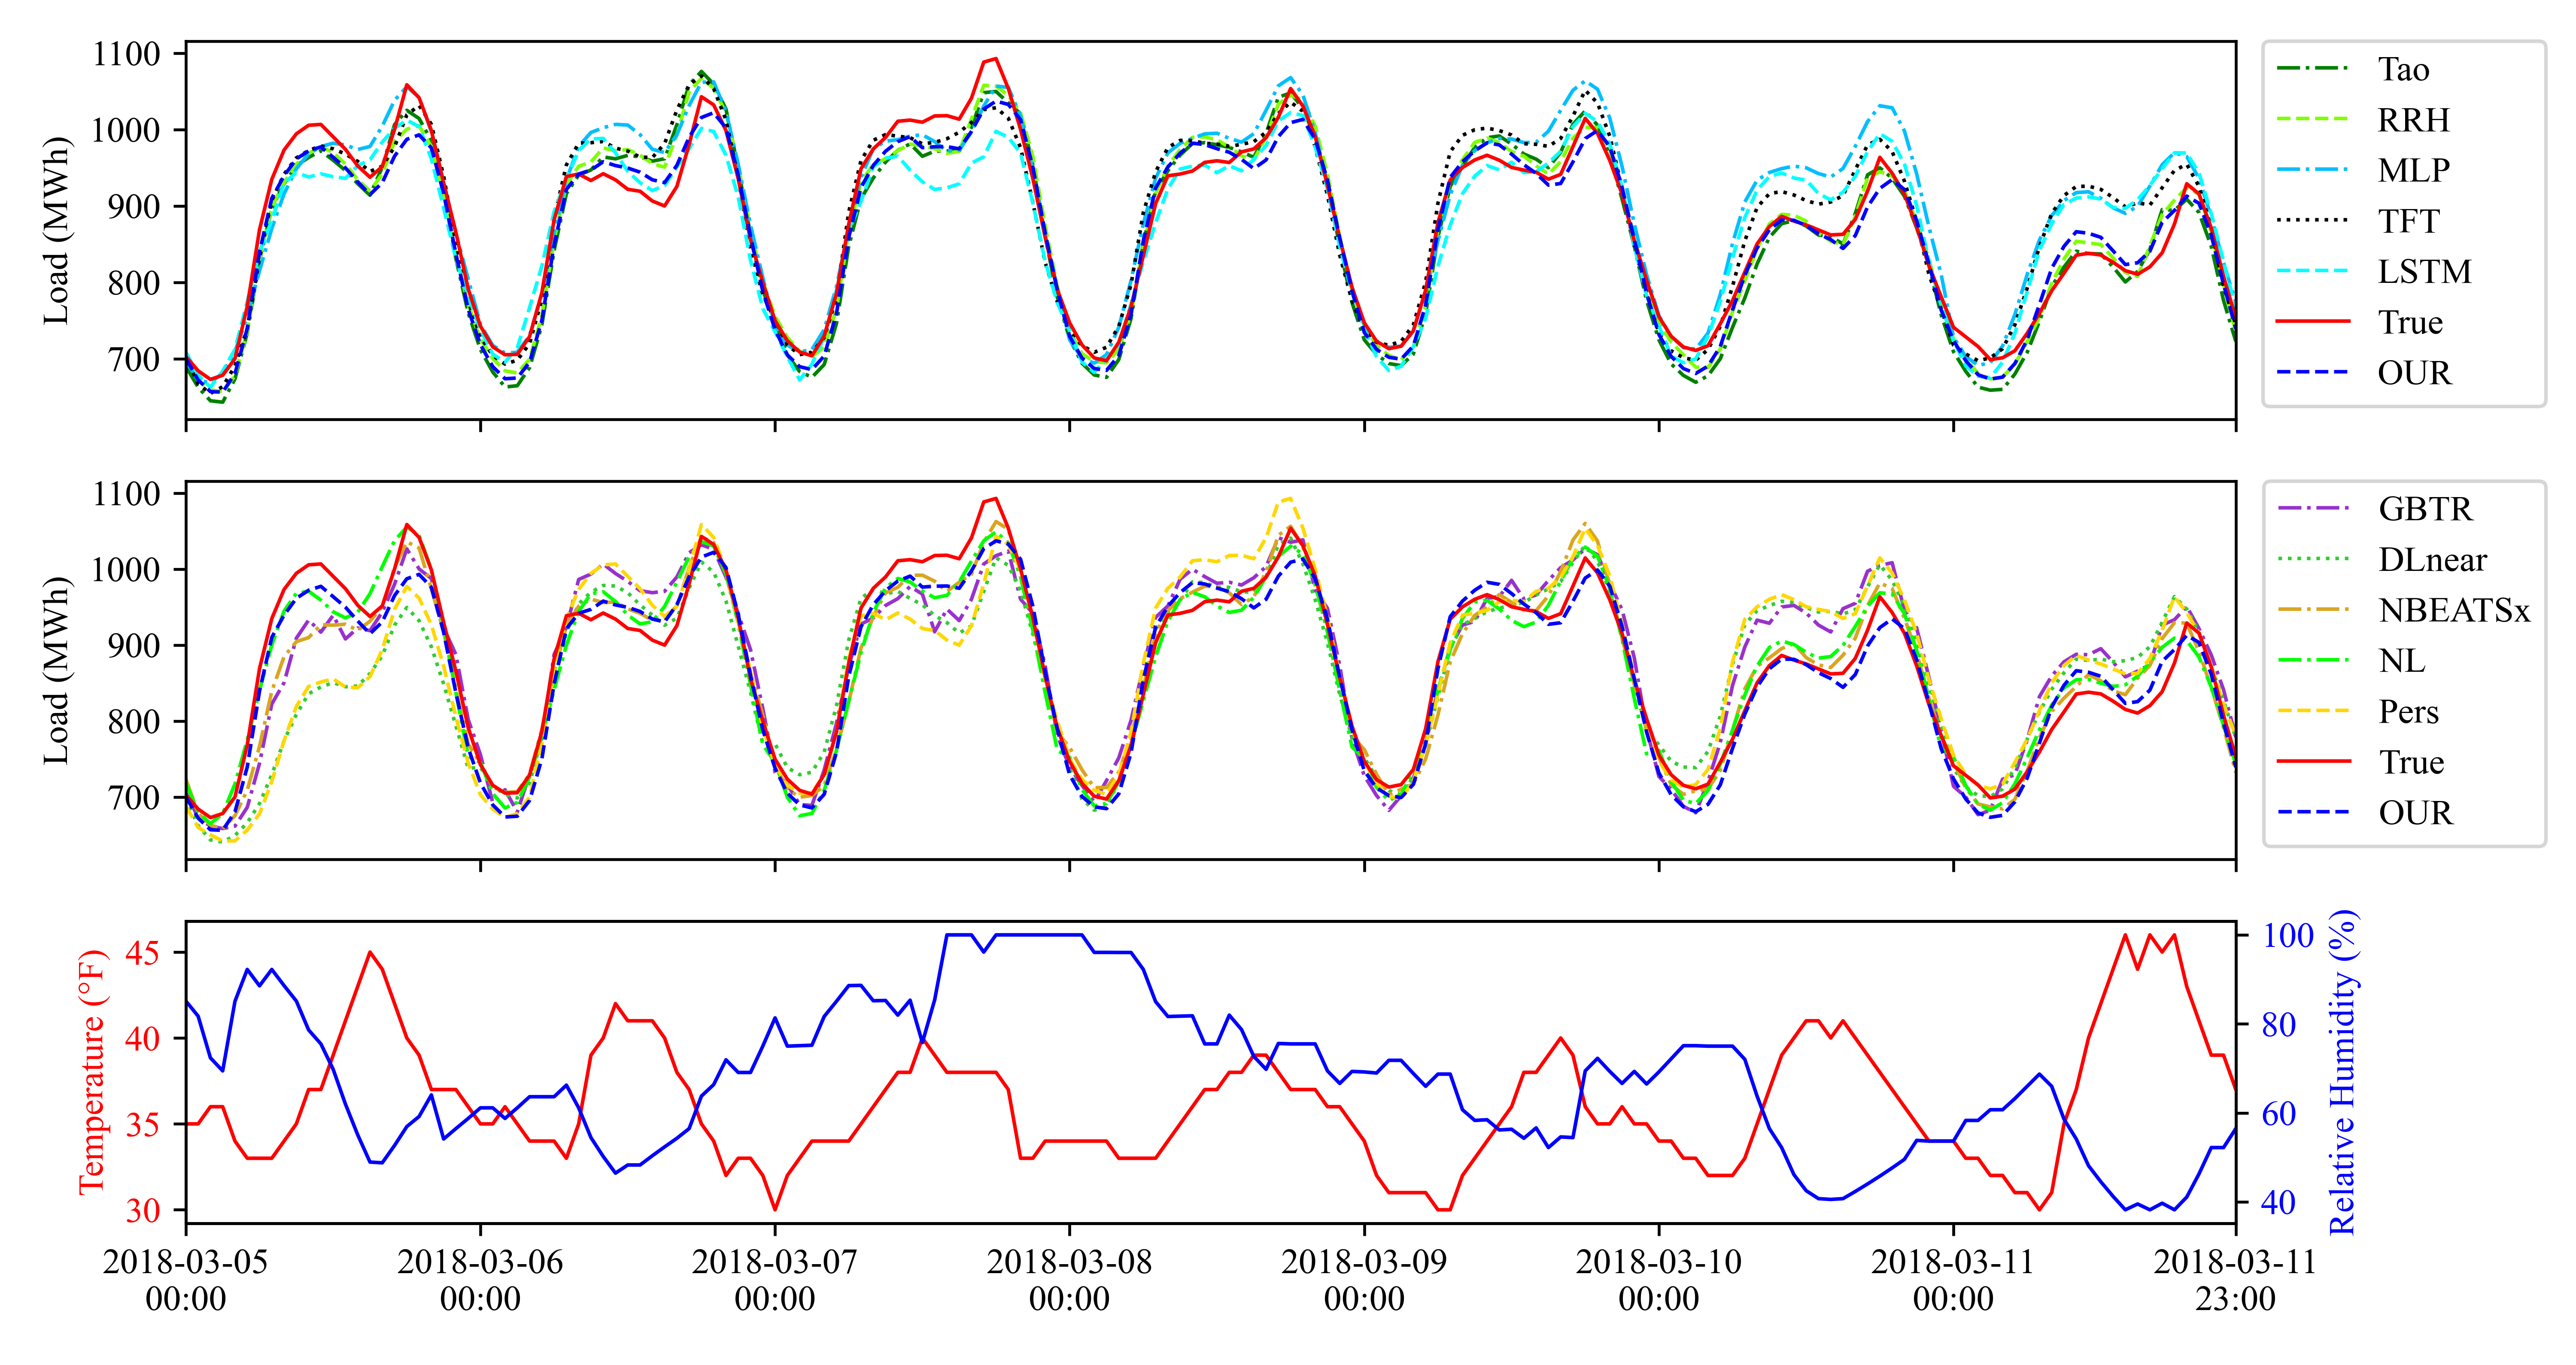 1100
1000
900
800
700
Load (MWh)
Tao
RRH
MLP
TFT
LSTM
True
OUR
1100
1000
900
800
700
Load (MWh)
GBTR
DLnear
NBEATSx
NL
Pers
True
OUR
45
40
35
30
Temperature (°F)
100
80
60
40
Relative Humidity (%)
2018-03-05
00:00
2018-03-06
00:00
2018-03-07
00:00
2018-03-08
00:00
2018-03-09
00:00
2018-03-10
00:00
2018-03-11
00:00
2018-03-11
23:00